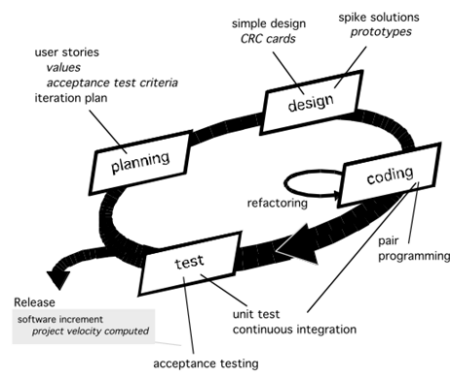 simple design
CRC cards
spike solutions
prototypes
user stories
values
acceptance test criteria
iteration plan
design
planning
coding
refactoring
test
pair
programming
Release
software increment
project velocity computed
unit test
continuous integration
acceptance testing